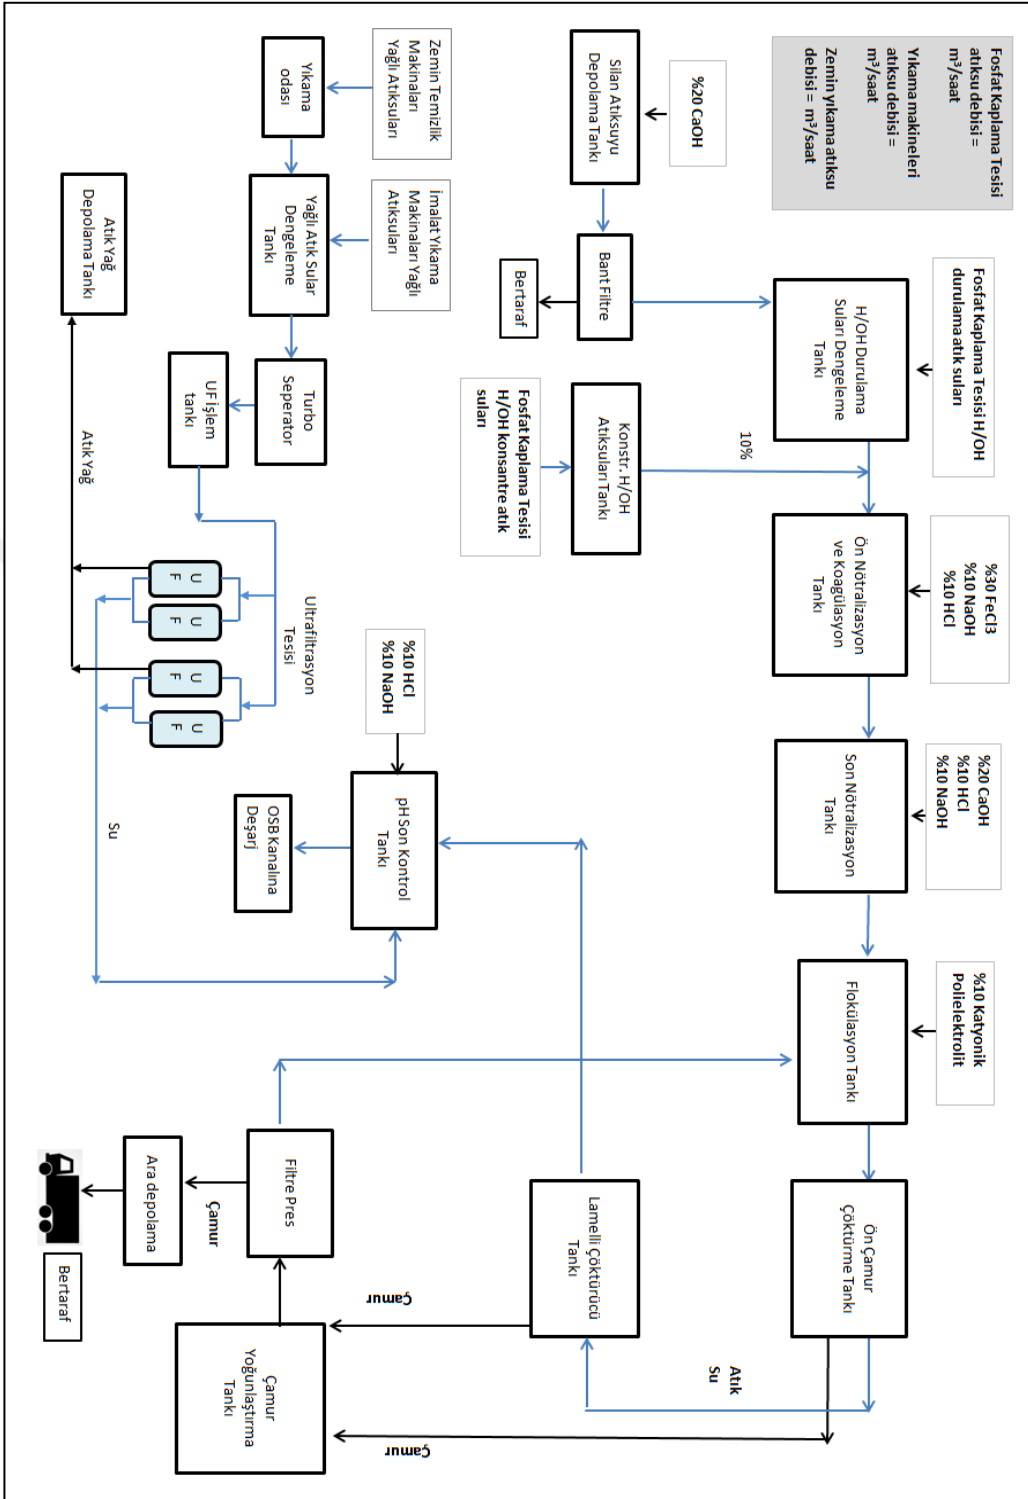 Fosfat Kaplama Tesisi
atıksu debisi =
m³/saat
Yıkama makineleri
atıksu debisi =
m³/saat
Zemin yıkama atıksu
debisi = m³/saat
Fosfat Kaplama Tesisi H/OH
durulama atık suları
%30 FeCl3
%10 NaOH
%10 HCl
%20 CaOH
%10 HCl
%10 NaOH
%10 Katyonik
Polielektrolit
H/OH Durulama
Suları Dengeleme
Tankı
Ön Nötralizasyon
ve Koagülasyon
Tankı
Son Nötralizasyon
Tankı
Flokülasyon Tankı
Ön Çamur
Çöktürme Tankı
10%
Atık
Su
%20 CaOH
Silan Atıksuyu
Depolama Tankı
Bant Filtre
Bertaraf
Konstr. H/OH
Atıksuları Tankı
Fosfat Kaplama Tesisi
H/OH konsantre atık
suları
Lamelli Çöktürücü
Tankı
Çamur
Çamur
Zemin Temizlik
Makinaları
Yağlı Atıksuları
İmalat Yıkama
Makinaları Yağlı
Atıksuları
%10 HCl
%10 NaOH
pH Son Kontrol
Tankı
Yıkama
odası
Yağlı Atık Sular
Dengeleme
Tankı
Turbo
Seperator
Ultrafiltrasyon
Tesisi
OSB Kanalına
Deşarj
Filtre Pres
Çamur
Yoğunlaştırma
Tankı
UF İşlem
tankı
U
F
U
F
U
F
U
F
Çamur
Ara depolama
Atık Yağ
Depolama Tankı
Atık Yağ
Su
Bertaraf